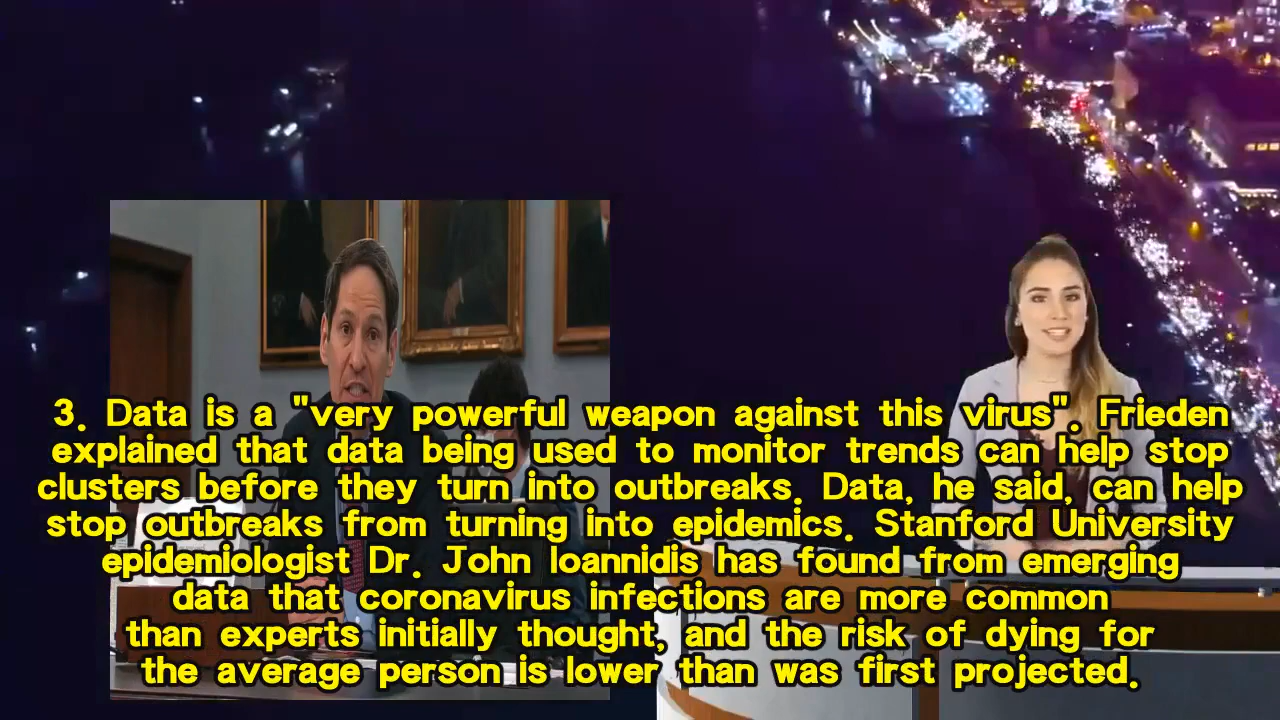 3. Data is a "very powerful weapon against this virus". Frieden
explained that data being used to monitor trends can help stop
clusters before they turn into outbreaks. Data, he said, can help
stop outbreaks from turning into epidemics. Stanford University
epidemiologist Dr. John Ioannidis has found from emerging
data that coronavirus infections are more common
than experts initially thought, and the risk of dying for
the average person is lower than was first projected.